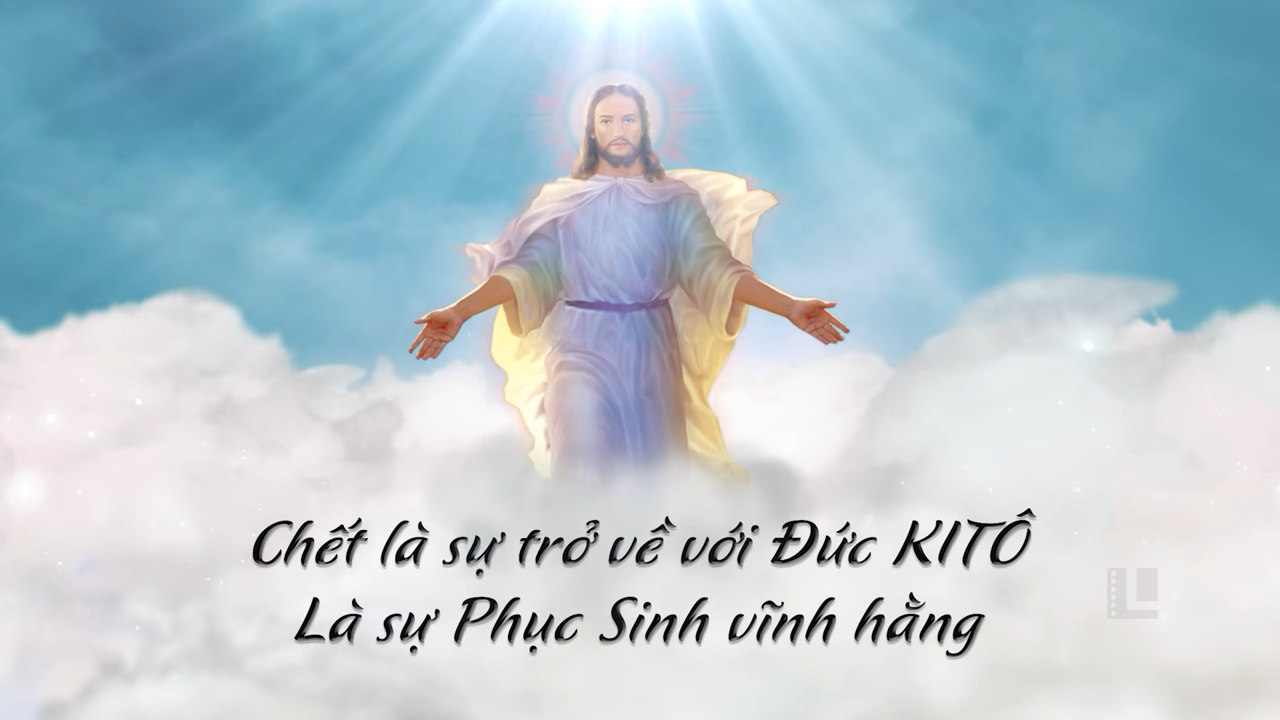 Chết là sự trở về với Đức KITÔ
Là sự Phục Sinh vĩnh hằng